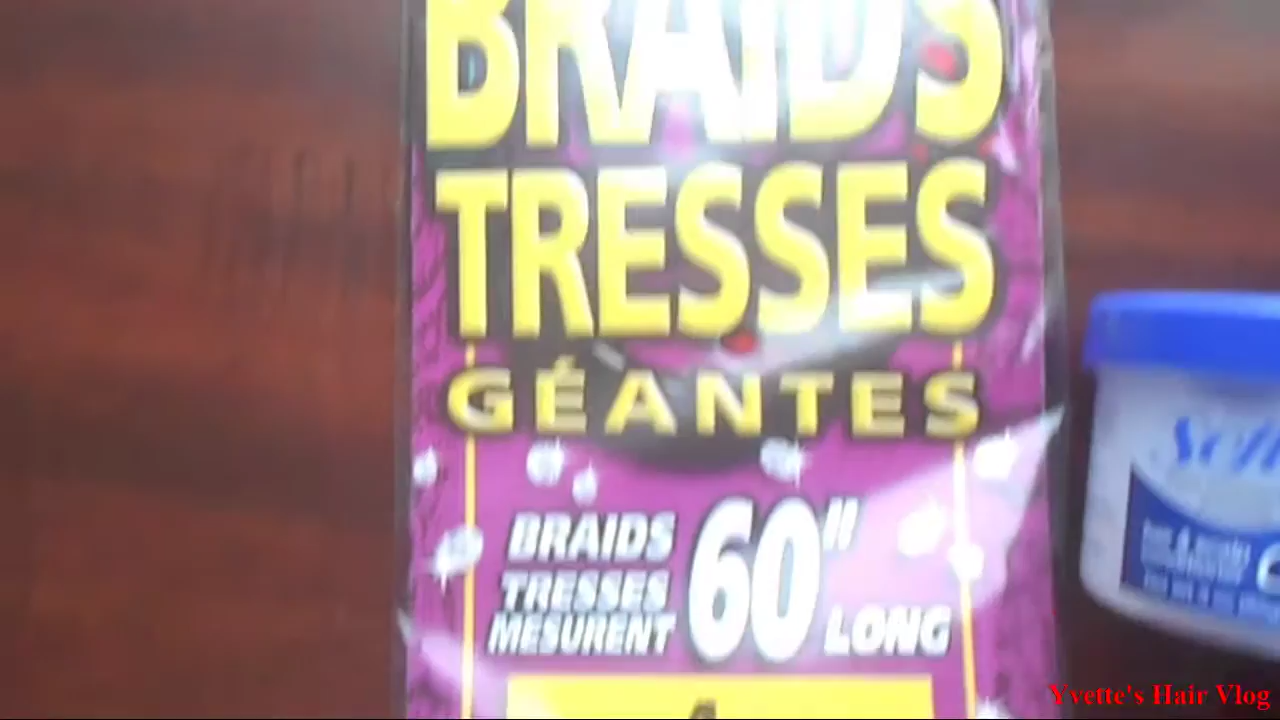 BRAIDS
TRESSES
GÉANTES
BRAIDS
TRESSES
MESURENT
60" LONG
Yvette's Hair Vlog